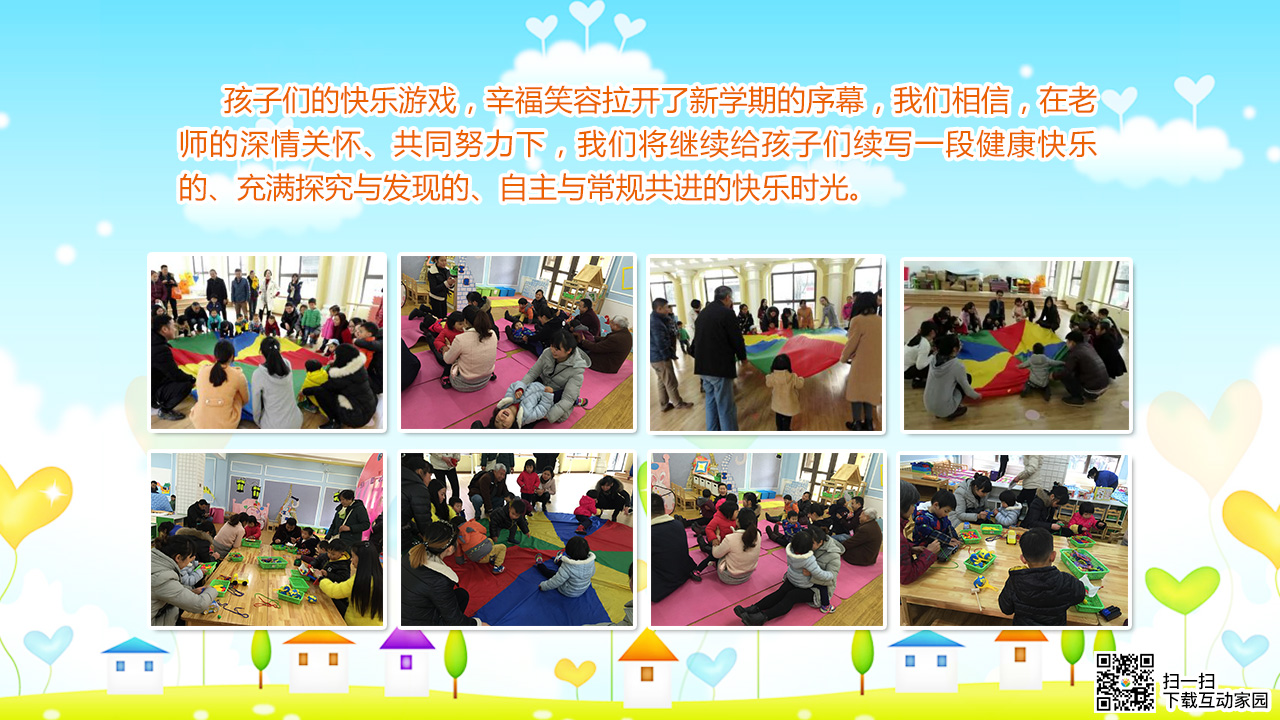 孩子们的快乐游戏，辛福笑容拉开了新学期的序幕，我们相信，在老
师的深情关怀、共同努力下，我们将继续给孩子们续写一段健康快乐
的、充满探究与发现的、自主与常规共进的快乐时光。
扫一扫
下载互动家园